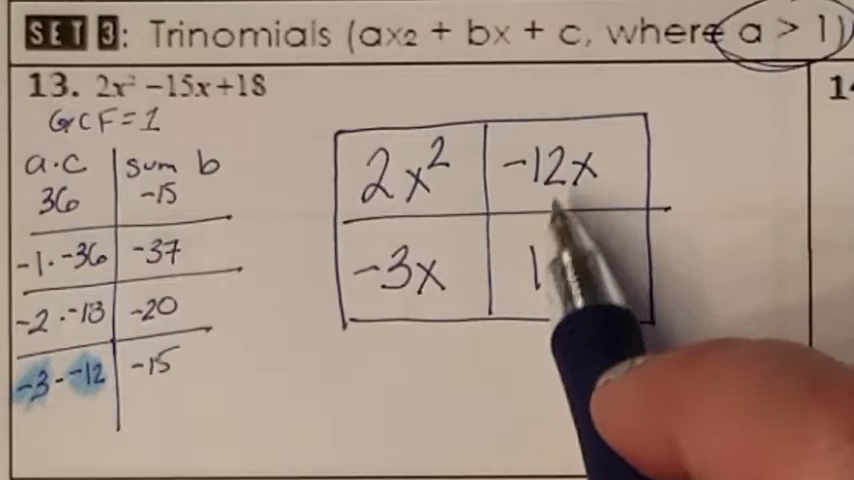 SET 3: Trinomials (ax2 + bx + c, where a > 1)
13. 2x² -15x+18
GCF=1
a·c sum b
36 -15
-1·-36 -37
-2·-18 -20
-3·-12 -15
2x² -12x
-3x 1